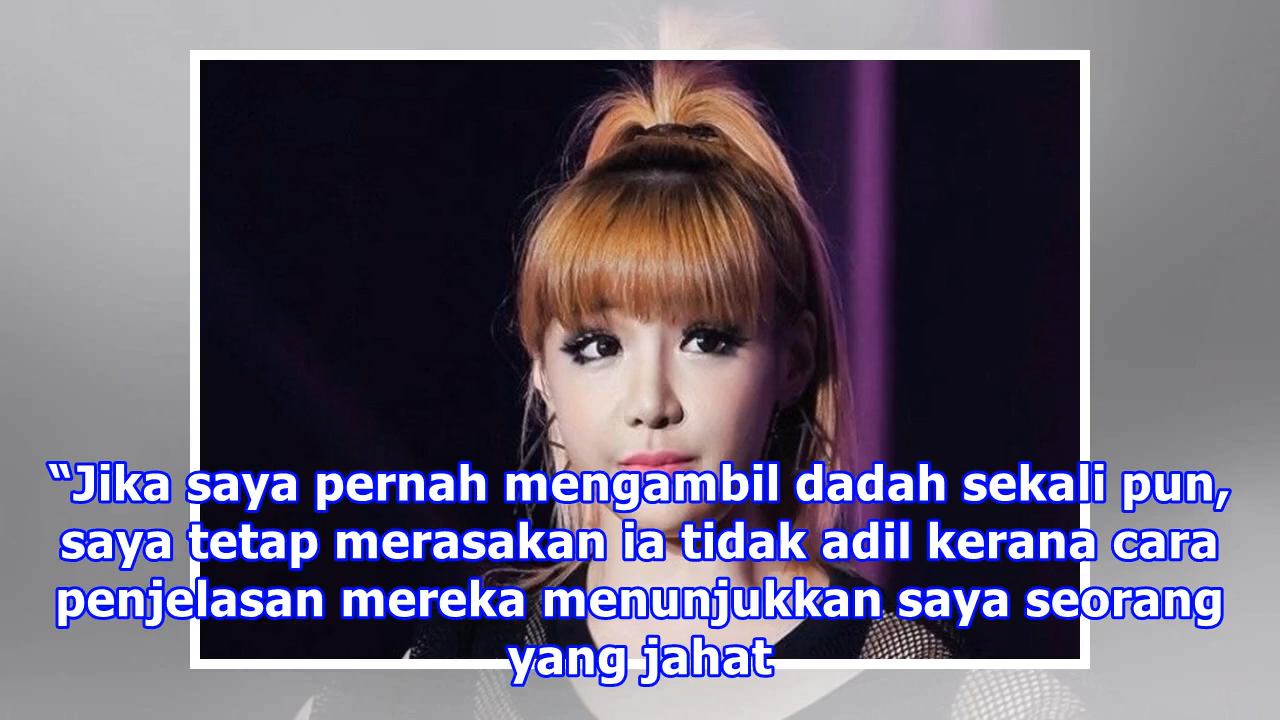 “Jika saya pernah mengambil dadah sekali pun,
saya tetap merasakan ia tidak adil kerana cara
penjelasan mereka menunjukkan saya seorang
yang jahat